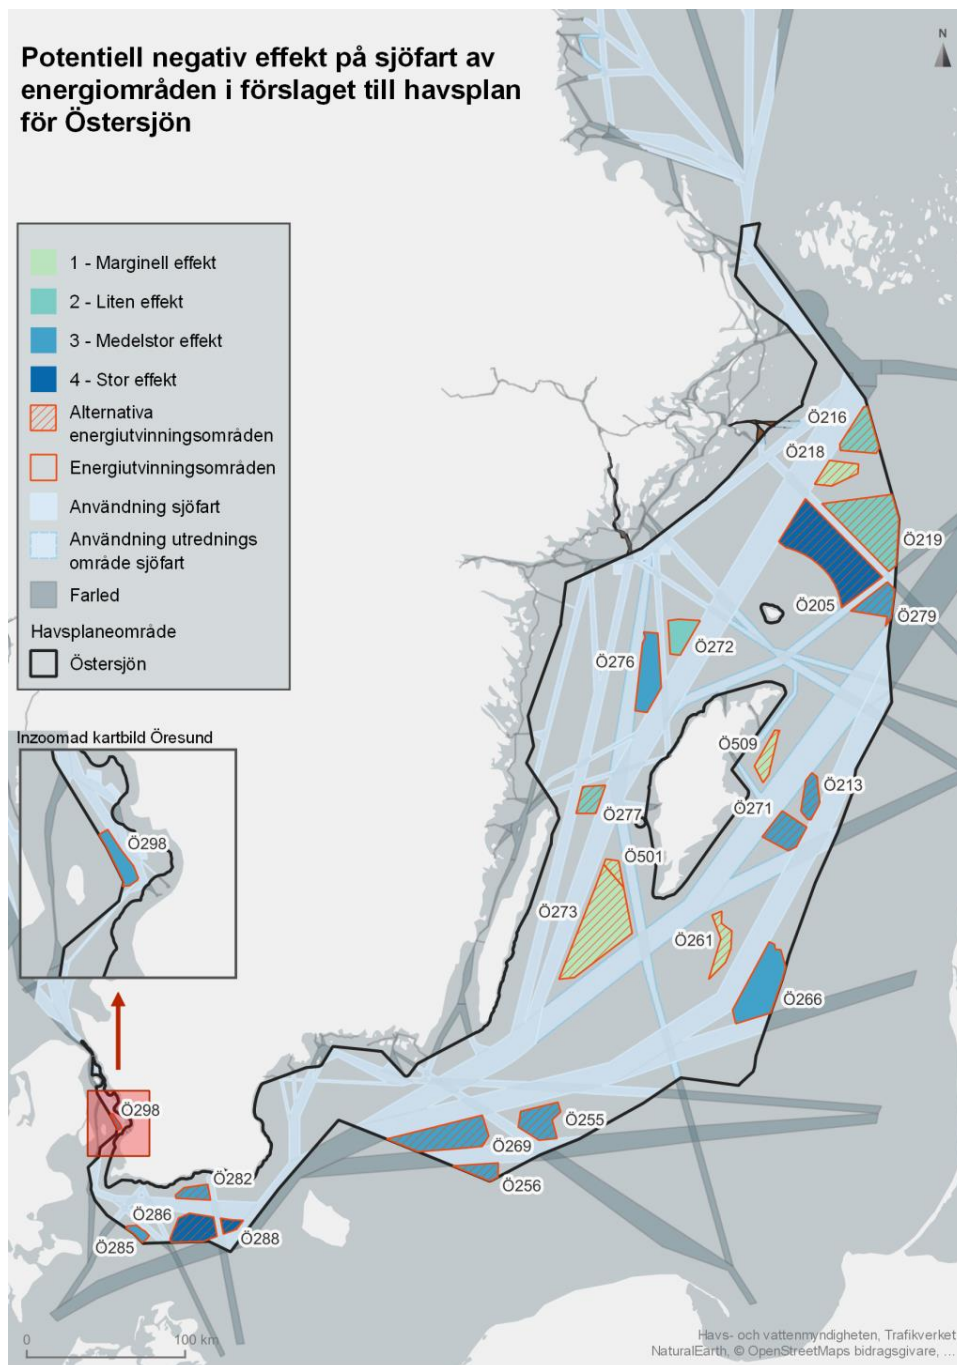 Potentiell negativ effekt på sjöfart av
energiområden i förslaget till havsplan
för Östersjön
N
1 - Marginell effekt
2 - Liten effekt
3 - Medelstor effekt
4 - Stor effekt
Alternativa
energiutvinningsområden
Energiutvinningsområden
Användning sjöfart
Användning utrednings
område sjöfart
Farled
Havsplaneområde
Östersjön
Inzoomad kartbild Öresund
Ö298
Ö216
Ö218
Ö219
Ö205
Ö279
Ö272
Ö276
Ö509
Ö213
Ö271
Ö277
Ö501
Ö273
Ö261
Ö266
Ö298
Ö255
Ö269
Ö256
Ö282
Ö286
Ö288
Ö285
0
100 km
Havs- och vattenmyndigheten, Trafikverket
NaturalEarth, © OpenStreetMaps bidragsgivare, ...